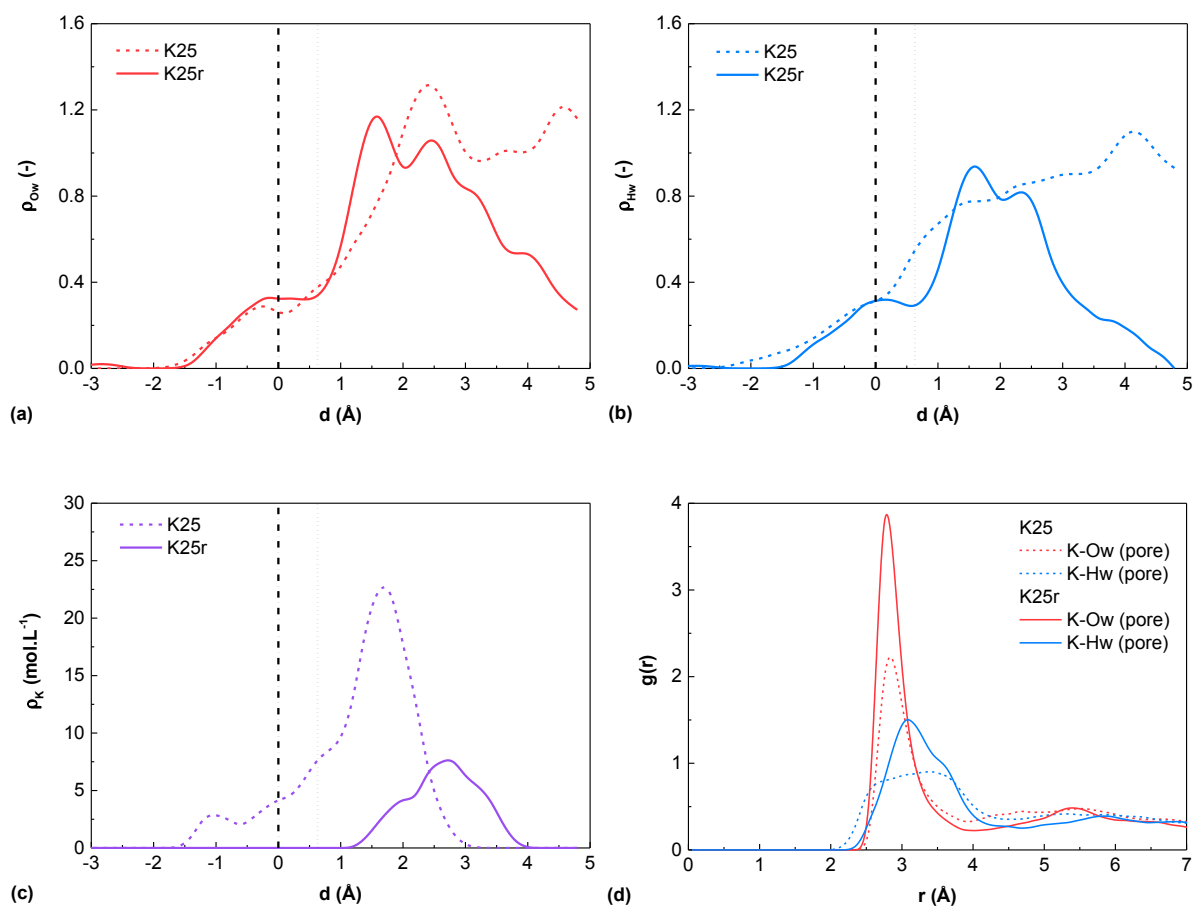 1.6
1.2
0.8
0.4
0.0
-3 -2 -1 0 1 2 3 4 5
ρOw (-)
d (Å)
K25
K25r
(a)
1.6
1.2
0.8
0.4
0.0
-3 -2 -1 0 1 2 3 4 5
ρHw (-)
d (Å)
K25
K25r
(b)
30
25
20
15
10
5
0
-3 -2 -1 0 1 2 3 4 5
ρK (mol.L-1)
d (Å)
K25
K25r
(c)
4
3
2
1
0
0 1 2 3 4 5 6 7
g(r)
r (Å)
K25
K-Ow (pore)
K-Hw (pore)
K25r
K-Ow (pore)
K-Hw (pore)
(d)